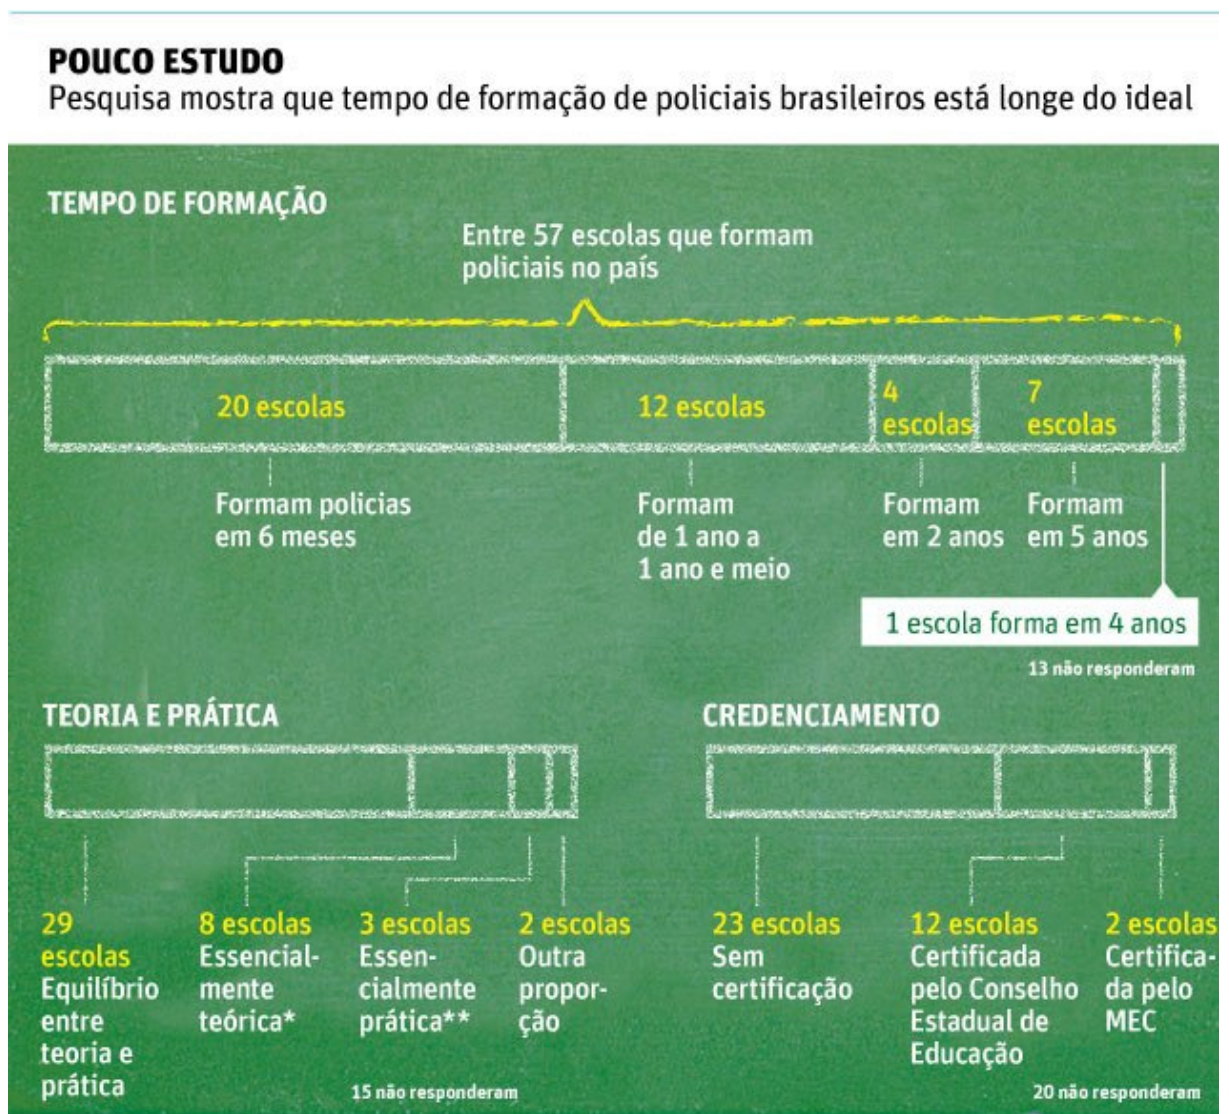 POUCO ESTUDO
Pesquisa mostra que tempo de formação de policiais brasileiros está longe do ideal
TEMPO DE FORMAÇÃO
Entre 57 escolas que formam
policiais no país
20 escolas
12 escolas
4
escolas
7
escolas
Formam policias
em 6 meses
Formam
de 1 ano a
1 ano e meio
Formam
em 2 anos
Formam
em 5 anos
1 escola forma em 4 anos
13 não responderam
TEORIA E PRÁTICA
29
escolas
Equilíbrio
entre
teoria e
prática
8 escolas
Essencial-
mente
teórica*
3 escolas
Essen-
cialmente
prática**
2 escolas
Outra
propor-
ção
15 não responderam
CREDENCIAMENTO
23 escolas
Sem
certificação
12 escolas
Certificada
pelo Conselho
Estadual de
Educação
2 escolas
Certifica-
da pelo
MEC
20 não responderam